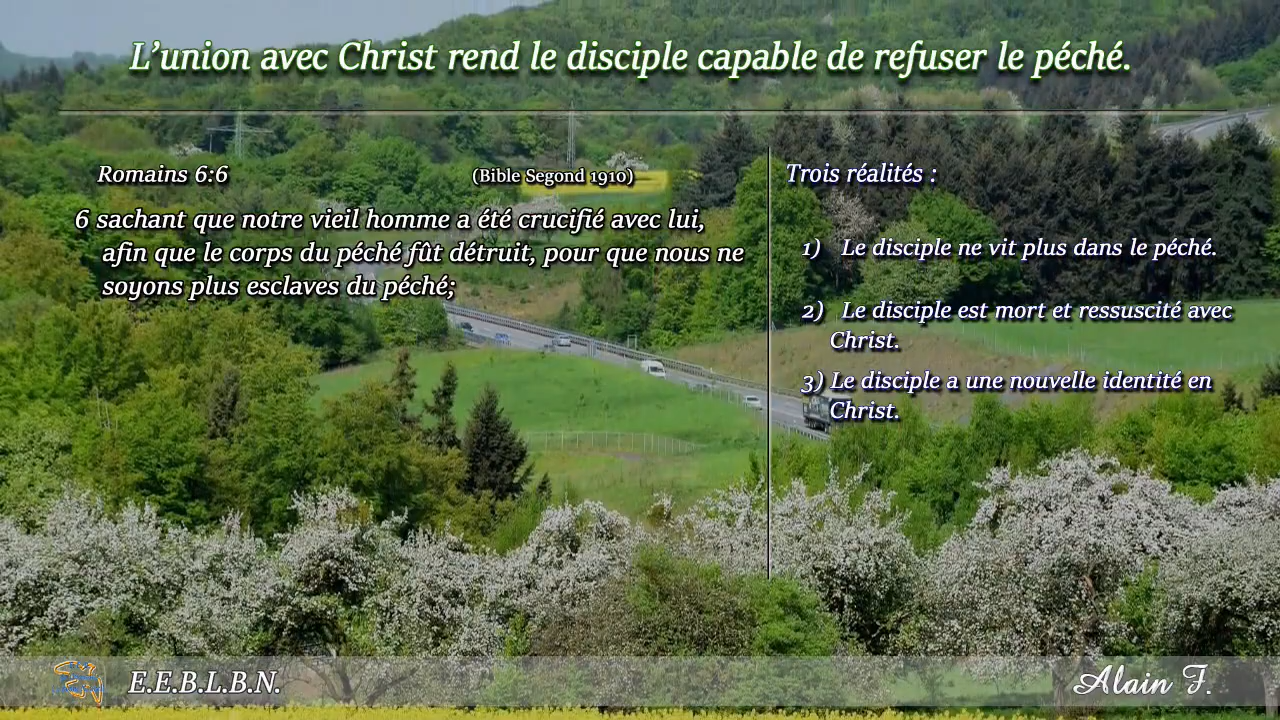 L’union avec Christ rend le disciple capable de refuser le péché.
Romains 6:6 (Bible Segond 1910)
6 sachant que notre vieil homme a été crucifié avec lui,
afin que le corps du péché fût détruit, pour que nous ne
soyons plus esclaves du péché;
Trois réalités :
1) Le disciple ne vit plus dans le péché.
2) Le disciple est mort et ressuscité avec
Christ.
3) Le disciple a une nouvelle identité en
Christ.
E.E.B.L.B.N.
Alain F.